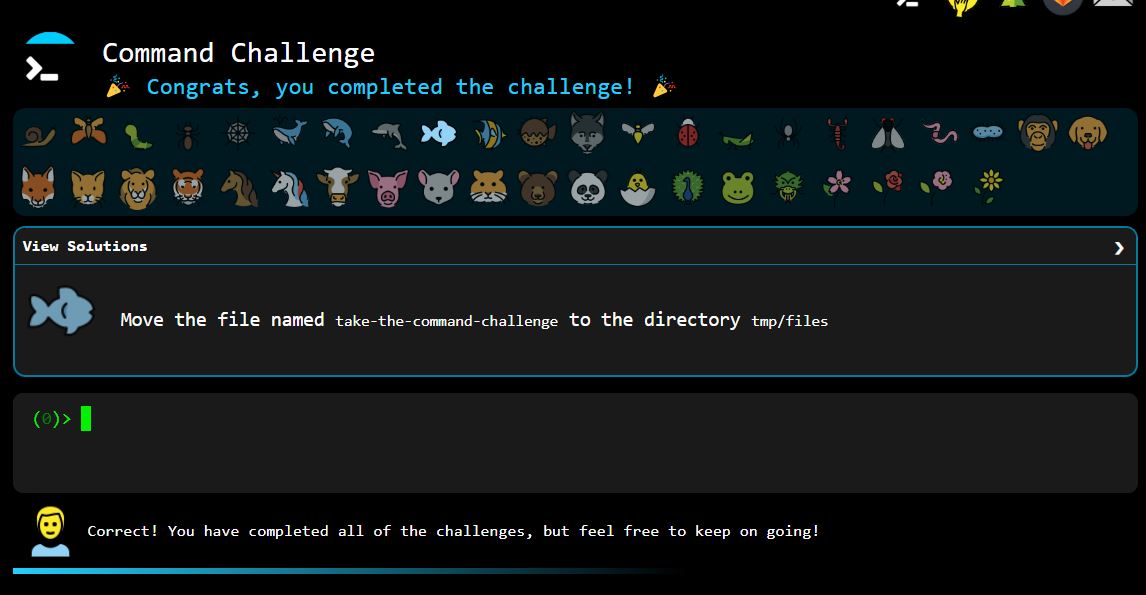 Command Challenge
🎉 Congrats, you completed the challenge! 🎉
View Solutions ❯
Move the file named take-the-command-challenge to the directory tmp/files
(0)>
Correct! You have completed all of the challenges, but feel free to keep on going!